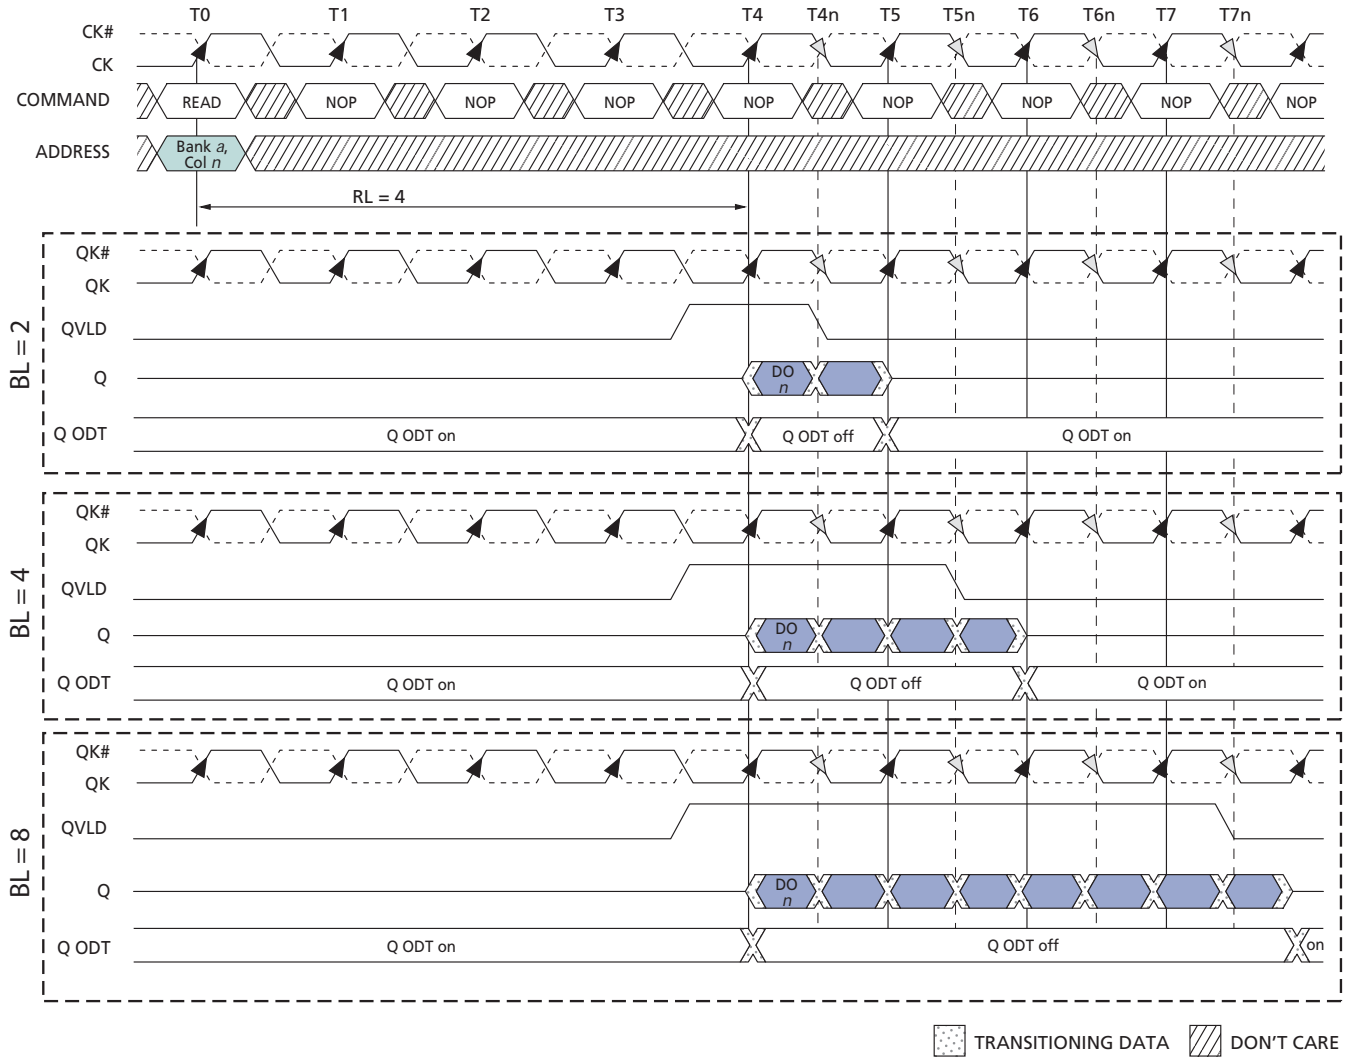 T0 T1 T2 T3 T4 T4n T5 T5n T6 T6n T7 T7n
CK#
CK
COMMAND READ NOP NOP NOP NOP NOP NOP NOP NOP
ADDRESS Bank a,
Col n
RL = 4
BL = 2
QK#
QK
QVLD
Q DO
n
Q ODT Q ODT on Q ODT off Q ODT on
BL = 4
QK#
QK
QVLD
Q DO
n
Q ODT Q ODT on Q ODT off Q ODT on
BL = 8
QK#
QK
QVLD
Q DO
n
Q ODT Q ODT on Q ODT off on
TRANSITIONING DATA DON'T CARE